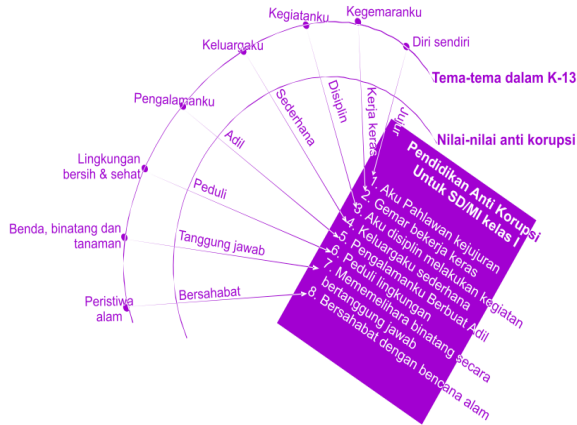 Kegemaranku
Kegiatanku
Diri sendiri
Keluargaku
Tema-tema dalam K-13
Pengalamanku
Nilai-nilai anti korupsi
Lingkungan
bersih & sehat
Benda, binatang dan
tanaman
Peristiwa
alam
Jujur
Kerja keras
Disiplin
Sederhana
Adil
Peduli
Tanggung jawab
Bersahabat
Pendidikan Anti Korupsi
Untuk SD/MI kelas I
1. Aku Pahlawan kejujuran
2. Gemar bekerja keras
3. Aku disiplin melakukan kegiatan
4. Keluargaku sederhana
5. Pengalamanku Berbuat Adil
6. Peduli lingkungan
7. Mememelihara binatang secara
bertanggung jawab
8. Bersahabat dengan bencana alam